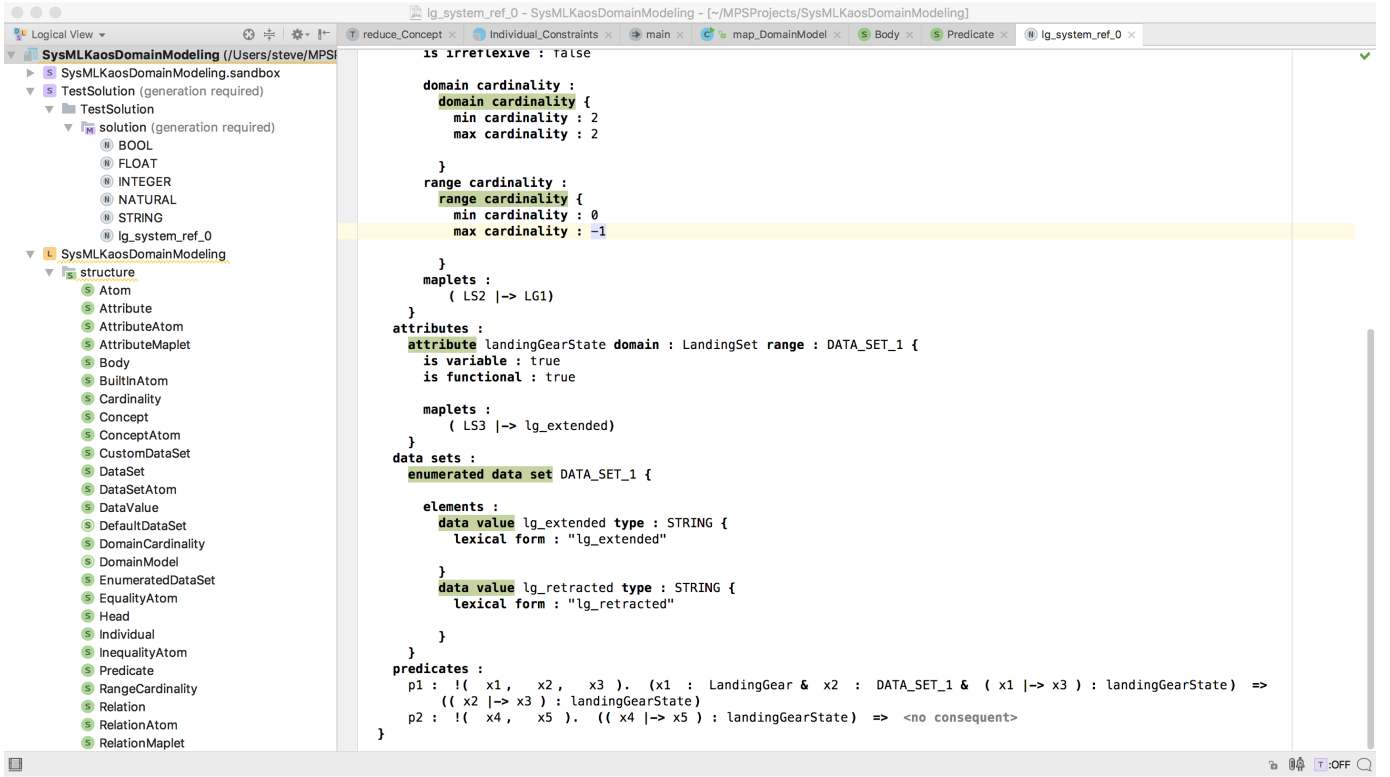 lg_system_ref_0 - SysMLKaosDomainModeling - [~/MPSProjects/SysMLKaosDomainModeling]
Logical View
reduce_Concept
Individual_Constraints
main
map_DomainModel
Body
Predicate
lg_system_ref_0
SysMLKaosDomainModeling (/Users/steve/MPSI
SysMLKaosDomainModeling.sandbox
TestSolution (generation required)
TestSolution
solution (generation required)
BOOL
FLOAT
INTEGER
NATURAL
STRING
lg_system_ref_0
SysMLKaosDomainModeling
structure
Atom
Attribute
AttributeAtom
AttributeMaplet
Body
BuiltInAtom
Cardinality
Concept
ConceptAtom
CustomDataSet
DataSet
DataSetAtom
DataValue
DefaultDataSet
DomainCardinality
DomainModel
EnumeratedDataSet
EqualityAtom
Head
Individual
InequalityAtom
Predicate
RangeCardinality
Relation
RelationAtom
RelationMaplet
is irreflexive : false
domain cardinality :
domain cardinality {
min cardinality : 2
max cardinality : 2
}
range cardinality :
range cardinality {
min cardinality : 0
max cardinality : -1
}
maplets :
( LS2 |-> LG1)
}
attributes :
attribute landingGearState domain : LandingSet range : DATA_SET_1 {
is variable : true
is functional : true
maplets :
( LS3 |-> lg_extended)
}
data sets :
enumerated data set DATA_SET_1 {
elements :
data value lg_extended type : STRING {
lexical form : "lg_extended"
}
data value lg_retracted type : STRING {
lexical form : "lg_retracted"
}
}
predicates :
p1 : !( x1 , x2 , x3 ). (x1 : LandingGear & x2 : DATA_SET_1 & ( x1 |-> x3 ) : landingGearState) =>
(( x2 |-> x3 ) : landingGearState)
p2 : !( x4 , x5 ). (( x4 |-> x5 ) : landingGearState) => <no consequent>
}
T :OFF